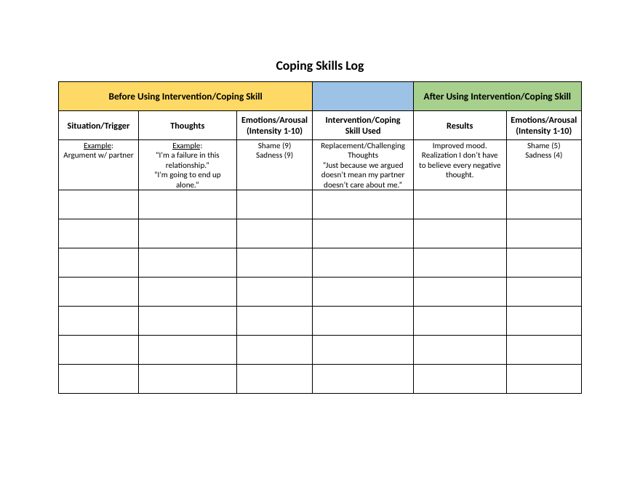 Coping Skills Log
Before Using Intervention/Coping Skill
After Using Intervention/Coping Skill
Situation/Trigger
Thoughts
Emotions/Arousal
(Intensity 1-10)
Intervention/Coping
Skill Used
Results
Emotions/Arousal
(Intensity 1-10)
Example:
Argument w/ partner
Example:
"I'm a failure in this
relationship."
"I'm going to end up
alone."
Shame (9)
Sadness (9)
Replacement/Challenging
Thoughts
"Just because we argued
doesn't mean my partner
doesn't care about me."
Improved mood.
Realization I don't have
to believe every negative
thought.
Shame (5)
Sadness (4)